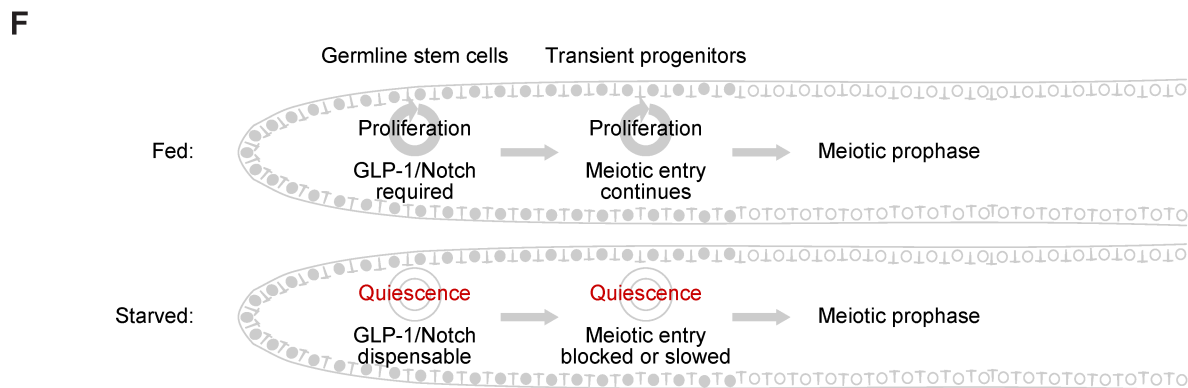 F
Germline stem cells
Transient progenitors
Fed:
Proliferation
GLP-1/Notch
required
Proliferation
Meiotic entry
continues
Meiotic prophase
Starved:
Quiescence
GLP-1/Notch
dispensable
Quiescence
Meiotic entry
blocked or slowed
Meiotic prophase